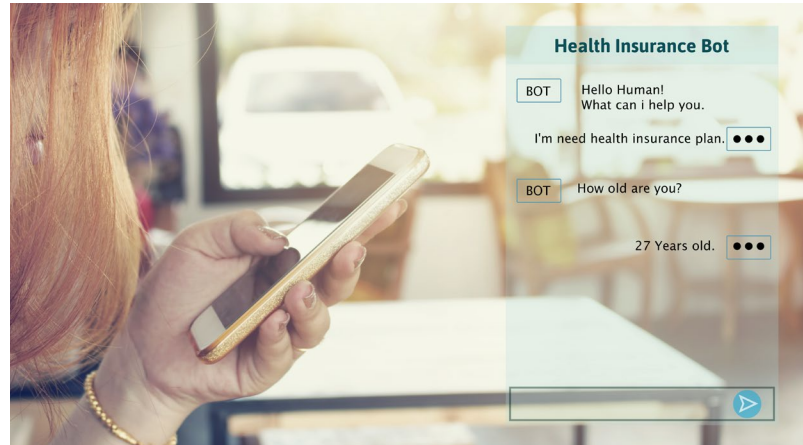 Health Insurance Bot
BOT
Hello Human!
What can i help you.
I'm need health insurance plan.
BOT
How old are you?
27 Years old.